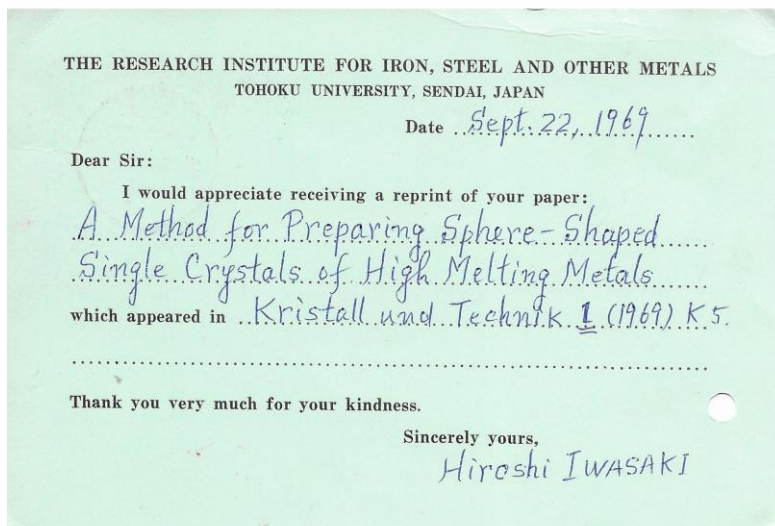 THE RESEARCH INSTITUTE FOR IRON, STEEL AND OTHER METALS
TOHOKU UNIVERSITY, SENDAI, JAPAN
Date Sept. 22, 1969
Dear Sir:
I would appreciate receiving a reprint of your paper:
A Method for Preparing Sphere-Shaped
Single Crystals of High Melting Metals
which appeared in Kristall und Technik 1 (1969) K5.
Thank you very much for your kindness.
Sincerely yours,
Hiroshi IWASAKI